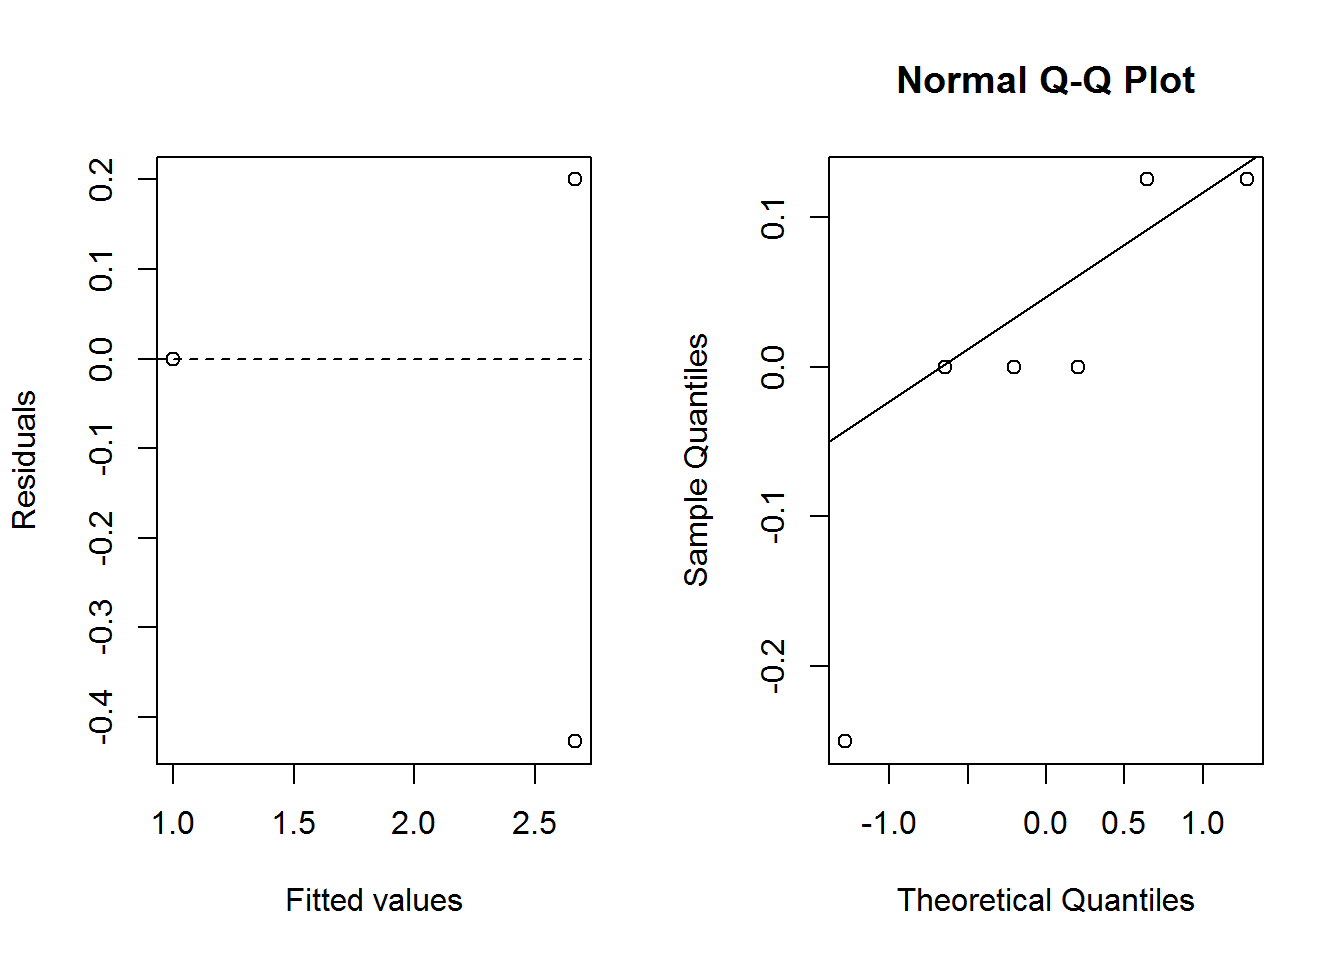 Normal Q-Q Plot
Residuals
0.2
0.1
0.0
-0.1
-0.2
-0.3
-0.4
1.0 1.5 2.0 2.5
Fitted values
Sample Quantiles
0.1
0.0
-0.1
-0.2
-1.0 0.0 0.5 1.0
Theoretical Quantiles